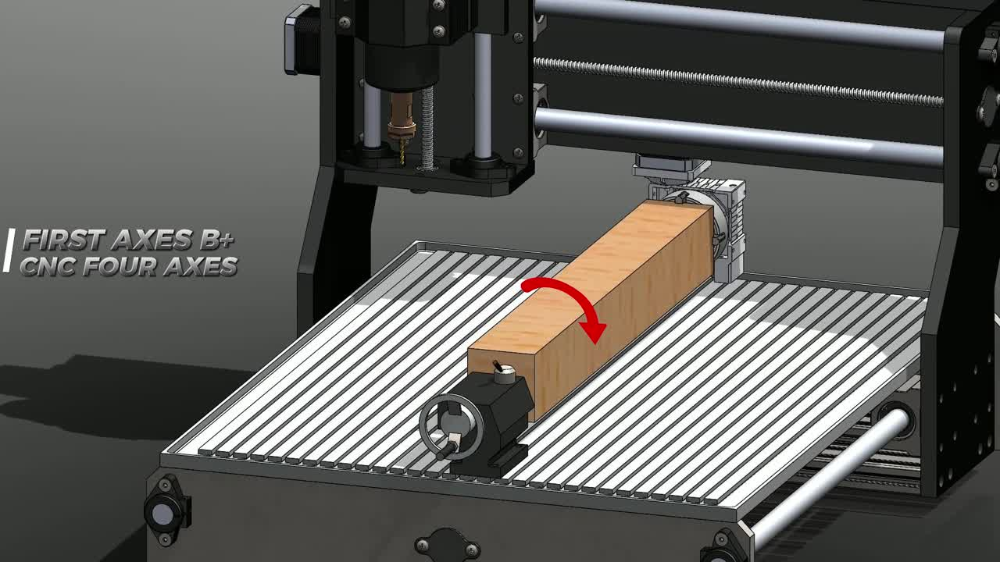 FIRST AXES B+
CNC FOUR AXES